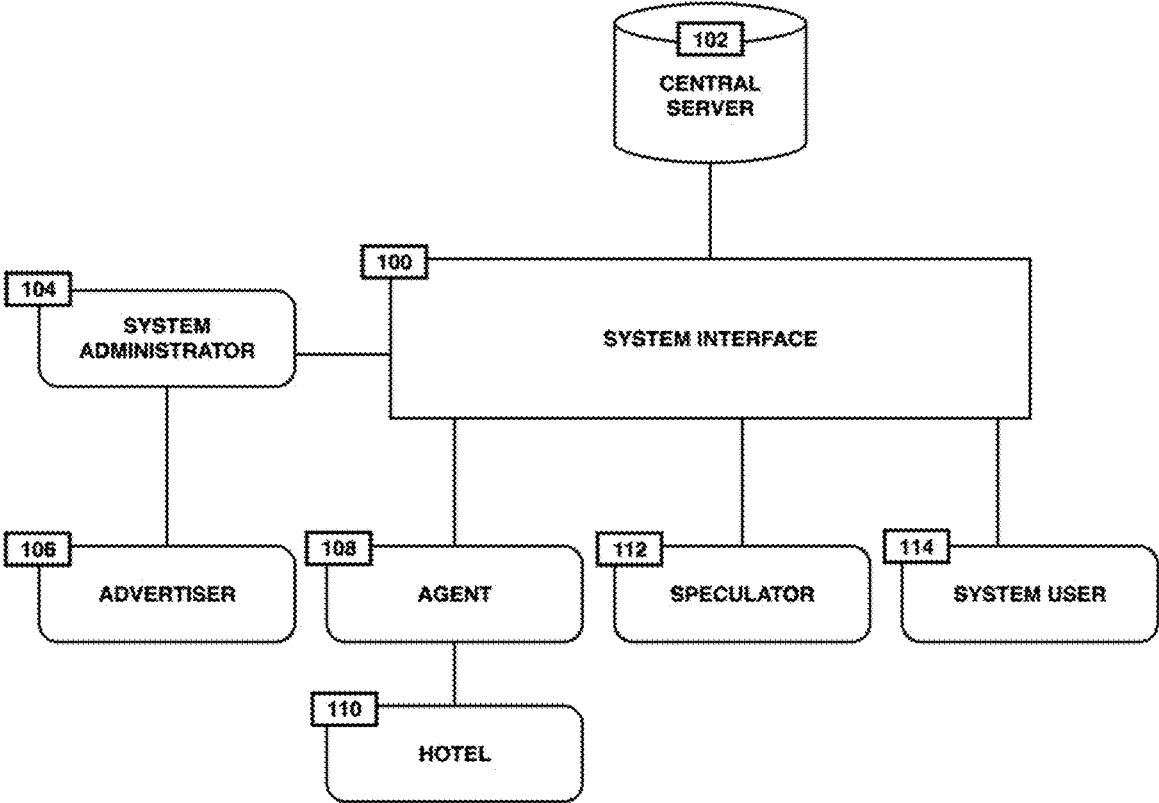 102
CENTRAL
SERVER
100
SYSTEM INTERFACE
104
SYSTEM
ADMINISTRATOR
106
ADVERTISER
108
AGENT
112
SPECULATOR
114
SYSTEM USER
110
HOTEL